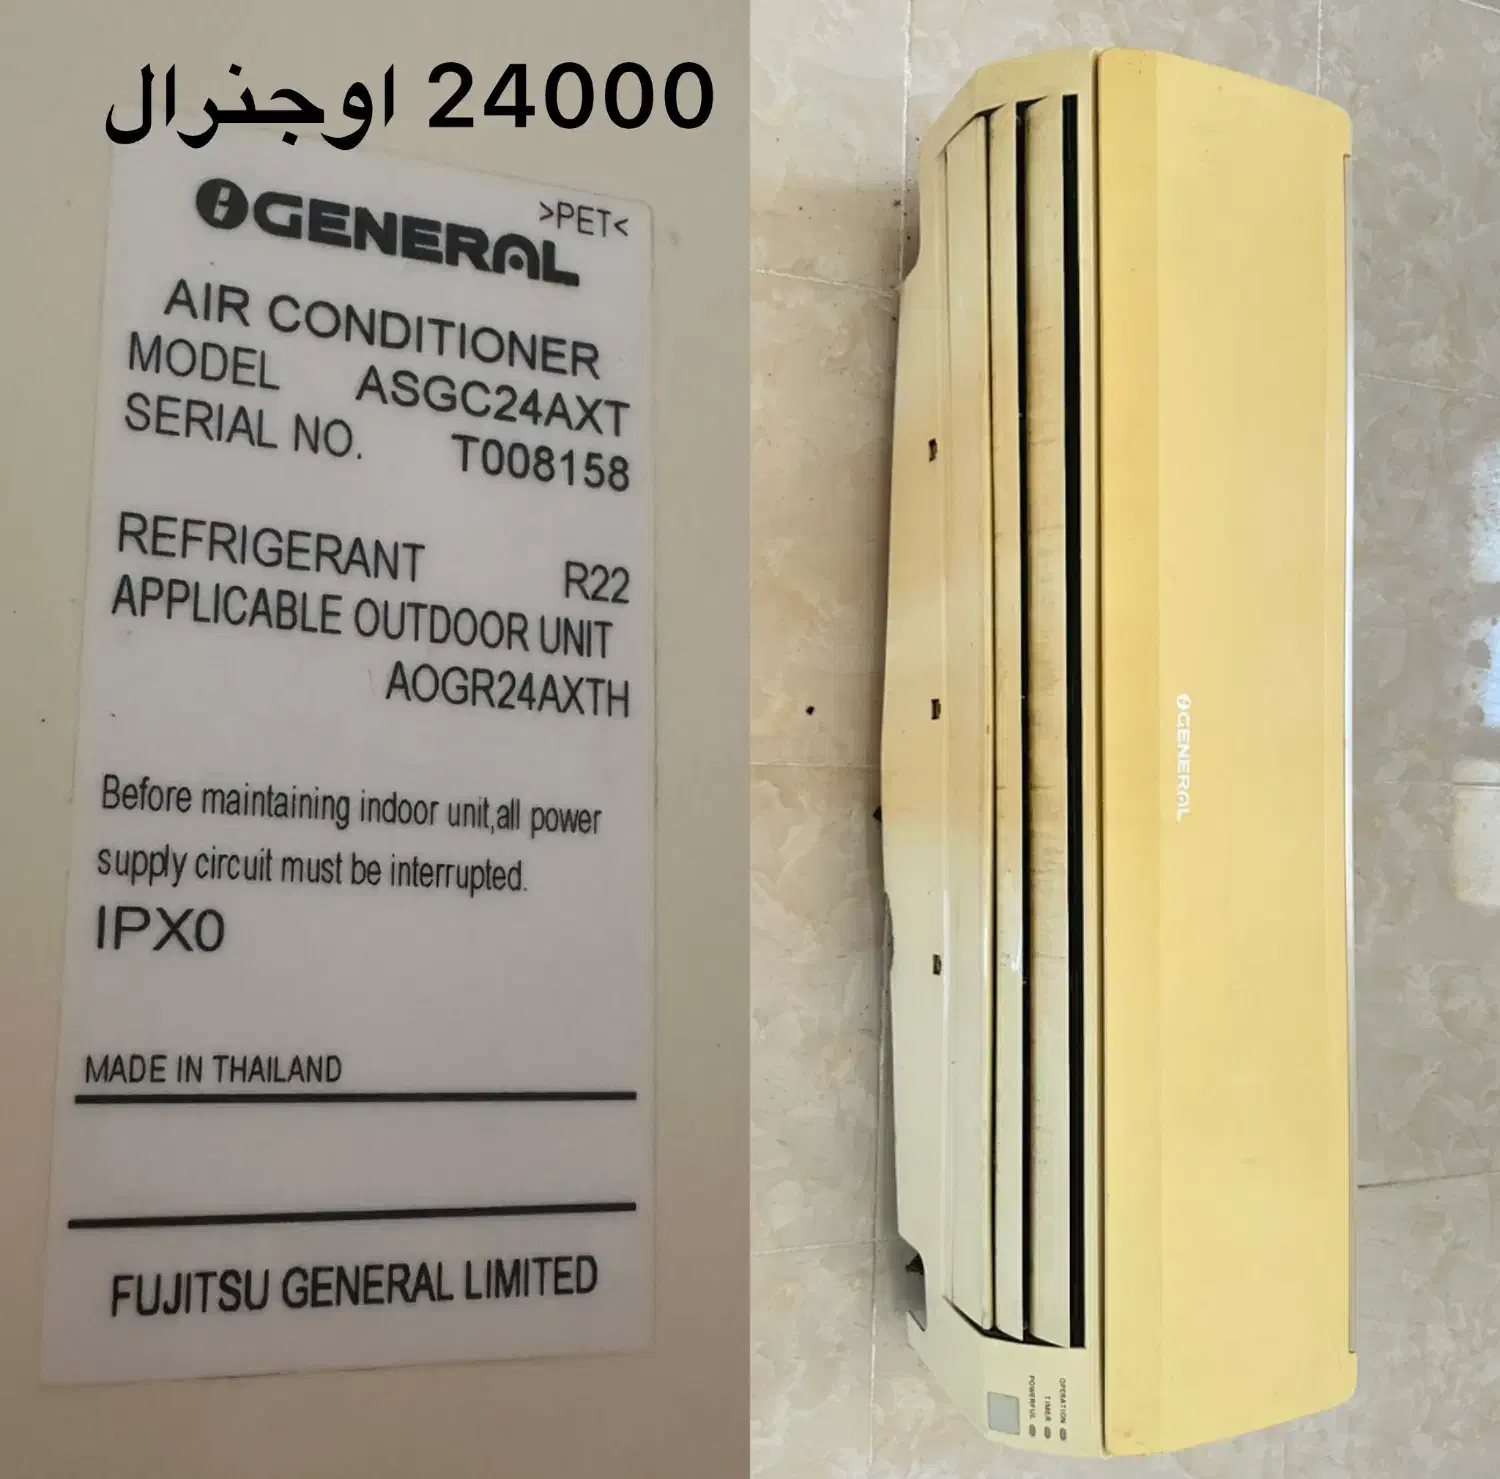 24000 اوجنرال
>PET<
GENERAL
AIR CONDITIONER
MODEL ASGC24AXT
SERIAL NO. T008158
REFRIGERANT R22
APPLICABLE OUTDOOR UNIT
AOGR24AXTH
Before maintaining indoor unit,all power
supply circuit must be interrupted.
IPX0
MADE IN THAILAND
FUJITSU GENERAL LIMITED
GENERAL
OPERATION
TIMER
POWERFUL